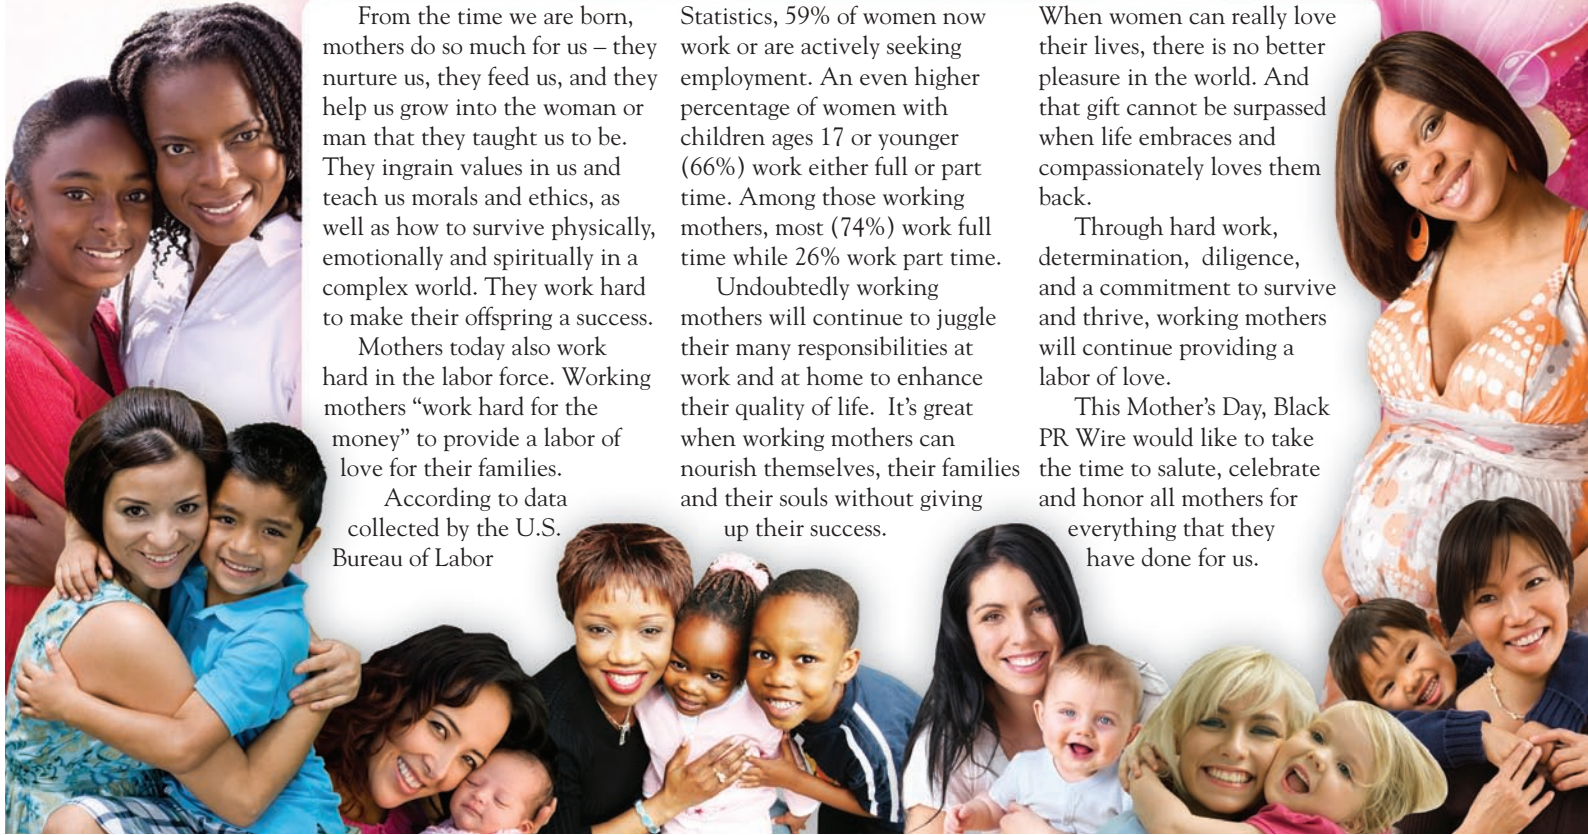 From the time we are born,
mothers do so much for us – they
nurture us, they feed us, and they
help us grow into the woman or
man that they taught us to be.
They ingrain values in us and
teach us morals and ethics, as
well as how to survive physically,
emotionally and spiritually in a
complex world. They work hard
to make their offspring a success.
Mothers today also work
hard in the labor force. Working
mothers “work hard for the
money” to provide a labor of
love for their families.
According to data
collected by the U.S.
Bureau of Labor
Statistics, 59% of women now
work or are actively seeking
employment. An even higher
percentage of women with
children ages 17 or younger
(66%) work either full or part
time. Among those working
mothers, most (74%) work full
time while 26% work part time.
Undoubtedly working
mothers will continue to juggle
their many responsibilities at
work and at home to enhance
their quality of life.  It’s great
when working mothers can
nourish themselves, their families
and their souls without giving
up their success.
When women can really love
their lives, there is no better
pleasure in the world. And
that gift cannot be surpassed
when life embraces and
compassionately loves them
back.
Through hard work,
determination,  diligence,
and a commitment to survive
and thrive, working mothers
will continue providing a
labor of love.
This Mother’s Day, Black
PR Wire would like to take
the time to salute, celebrate
and honor all mothers for
everything that they
have done for us.